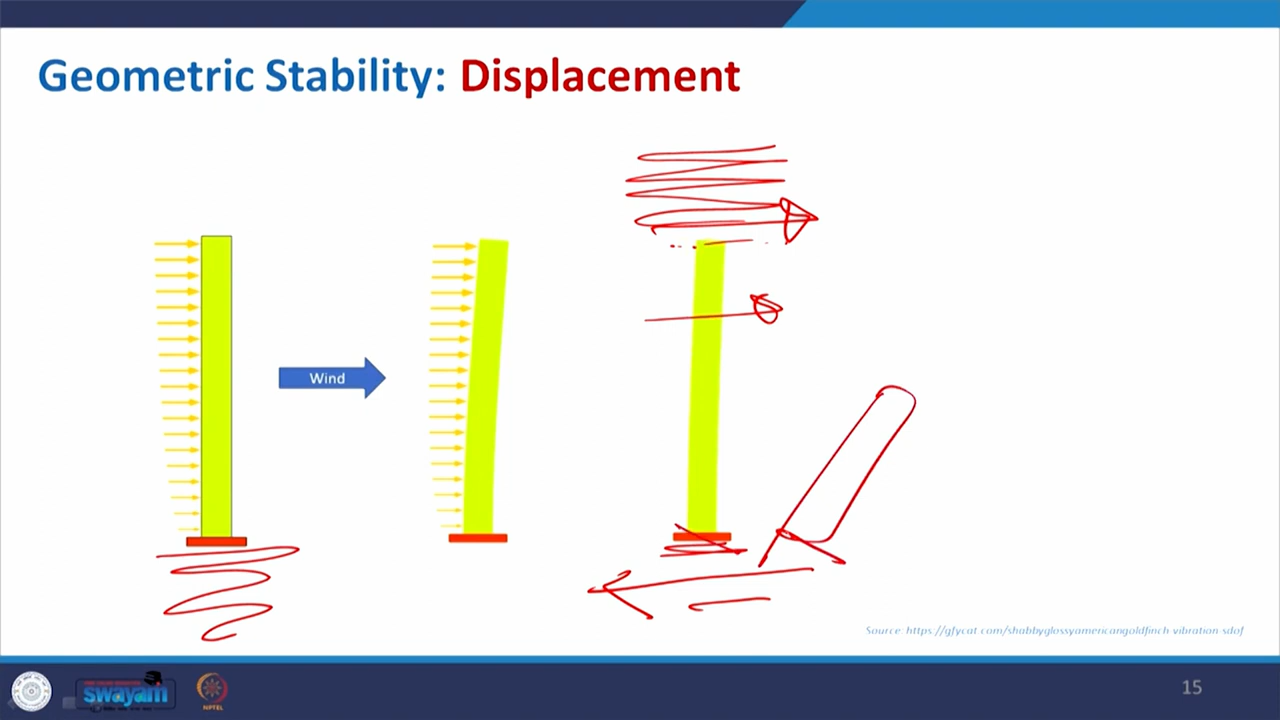 Geometric Stability: Displacement
Wind
Source: https://gfycat.com/shabbyglossyamericangoldfinch-vibration-sdof
swayam
NPTEL
15